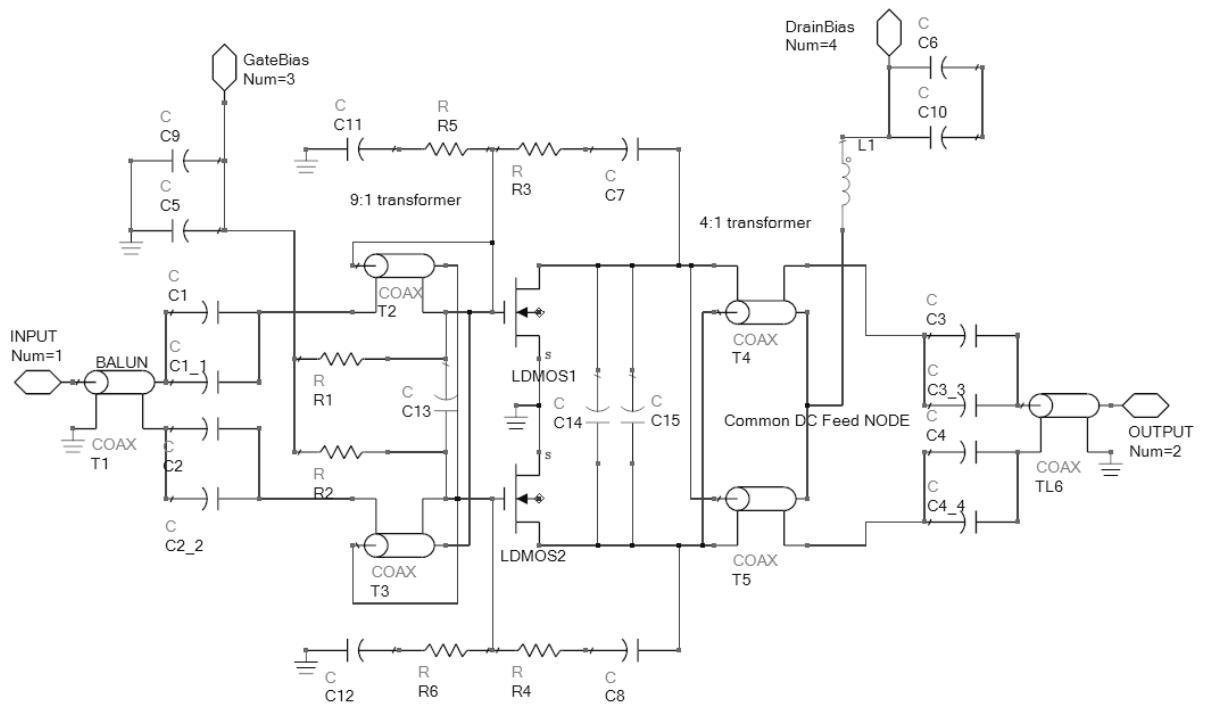 GateBias
Num=3
DrainBias
Num=4
C
C6
C
C10
L1
C
C9
C
C5
C
C11
R
R5
R
R3
C
C7
9:1 transformer
4:1 transformer
C
C1
COAX
T2
INPUT
Num=1
BALUN
C
C1_1
COAX
T1
C
C2
C
C2_2
R
R1
R
R2
C
C13
S
LDMOS1
S
LDMOS2
C
C14
C
C15
COAX
T4
Common DC Feed NODE
C
C3
C
C3_3
C
C4
C
C4_4
COAX
TL6
OUTPUT
Num=2
COAX
T3
COAX
T5
C
C12
R
R6
R
R4
C
C8